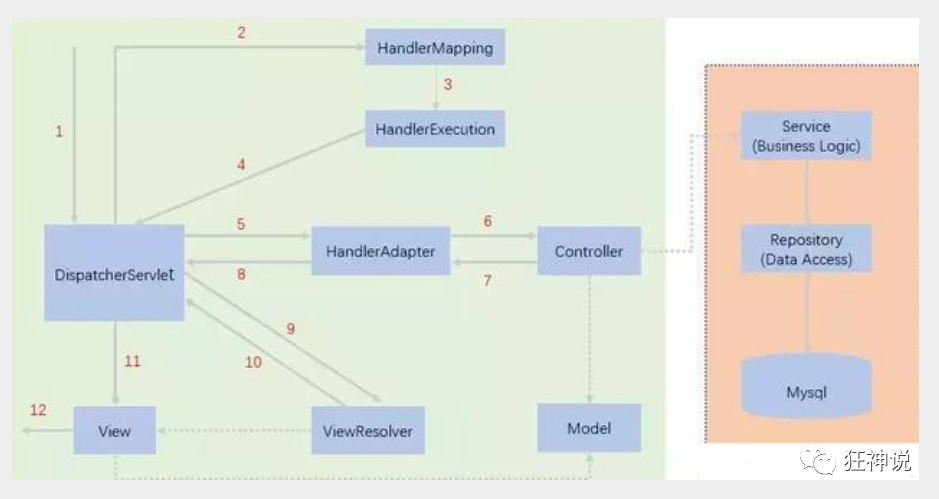 2
HandlerMapping
3
1
HandlerExecution
Service
(Business Logic)
4
5
6
DispatcherServlet
HandlerAdapter
Controller
Repository
(Data Access)
8
7
9
10
11
Mysql
12
View
ViewResolver
Model
狂神说